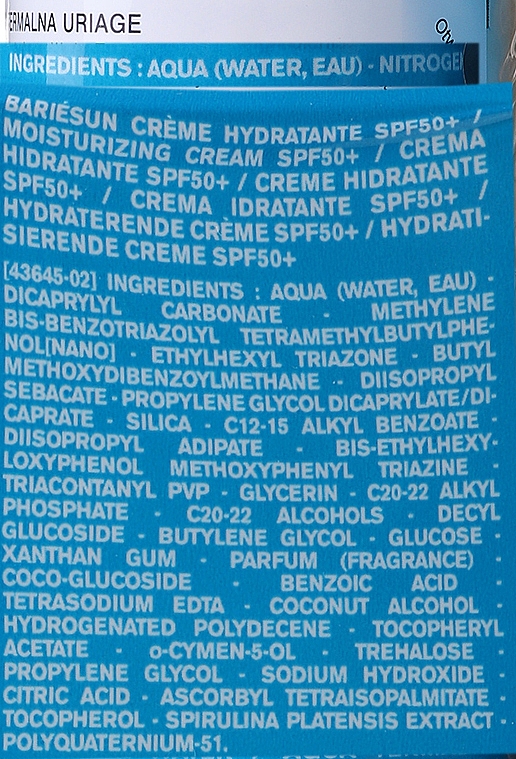 ERMALNA URIAGE
INGREDIENTS : AQUA (WATER, EAU) - NITROGE
BARIÉSUN CRÈME HYDRATANTE SPF50+ /
MOISTURIZING CREAM SPF50+ / CREMA
HIDRATANTE SPF50+ / CREME HIDRATANTE
SPF50+ / CREMA IDRATANTE SPF50+ /
HYDRATERENDE CRÈME SPF50+ / HYDRATI-
SIERENDE CREME SPF50+
[43645-02] INGREDIENTS : AQUA (WATER, EAU) -
DICAPRYLYL CARBONATE - METHYLENE
BIS-BENZOTRIAZOLYL TETRAMETHYLBUTYLPHE-
NOL[NANO] - ETHYLHEXYL TRIAZONE - BUTYL
METHOXYDIBENZOYLMETHANE - DIISOPROPYL
SEBACATE - PROPYLENE GLYCOL DICAPRYLATE/DI-
CAPRATE - SILICA - C12-15 ALKYL BENZOATE -
DIISOPROPYL ADIPATE - BIS-ETHYLHEXY-
LOXYPHENOL METHOXYPHENYL TRIAZINE -
TRIACONTANYL PVP - GLYCERIN - C20-22 ALKYL
PHOSPHATE - C20-22 ALCOHOLS - DECYL
GLUCOSIDE - BUTYLENE GLYCOL - GLUCOSE -
XANTHAN GUM - PARFUM (FRAGRANCE) -
COCO-GLUCOSIDE - BENZOIC ACID -
TETRASODIUM EDTA - COCONUT ALCOHOL -
HYDROGENATED POLYDECENE - TOCOPHERYL
ACETATE - o-CYMEN-5-OL - TREHALOSE -
PROPYLENE GLYCOL - SODIUM HYDROXIDE -
CITRIC ACID - ASCORBYL TETRAISOPALMITATE -
TOCOPHEROL - SPIRULINA PLATENSIS EXTRACT -
POLYQUATERNIUM-51.